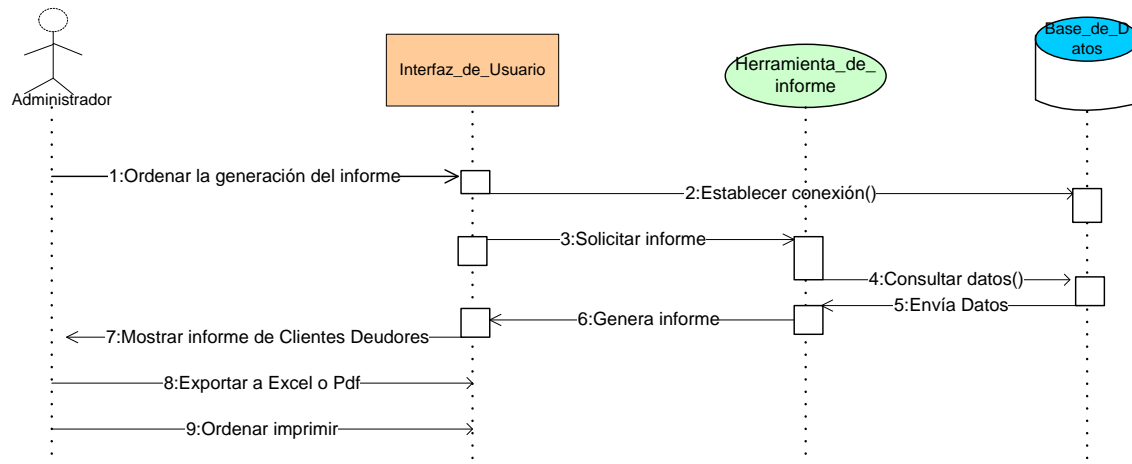 Administrador
Interfaz_de_Usuario
Herramienta_de_
informe
Base_de_D
atos
1:Ordenar la generación del informe
2:Establecer conexión()
3:Solicitar informe
4:Consultar datos()
5:Envía Datos
6:Genera informe
7:Mostrar informe de Clientes Deudores
8:Exportar a Excel o Pdf
9:Ordenar imprimir